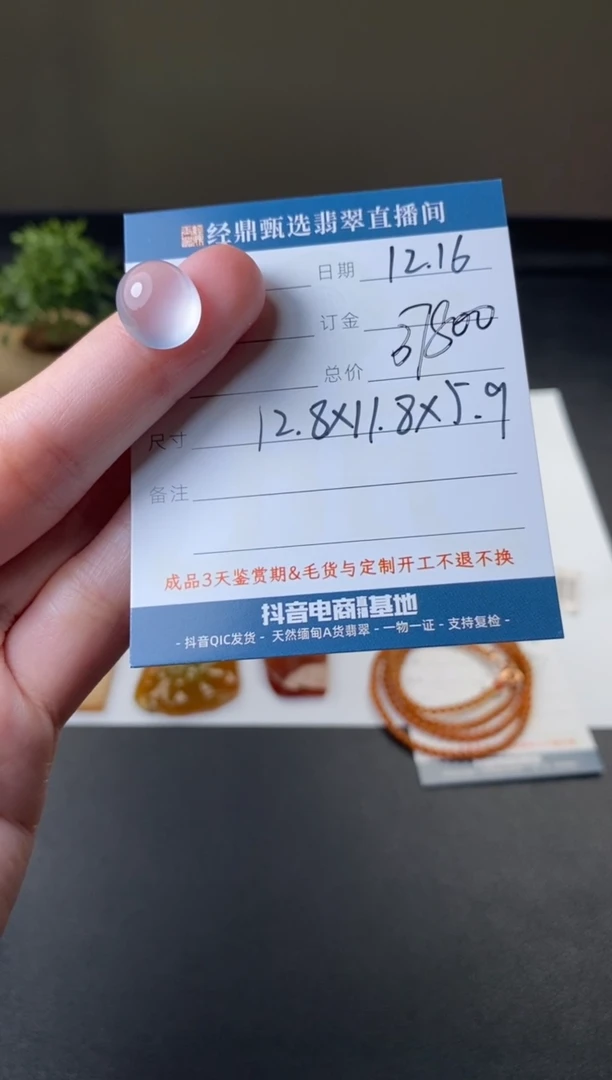 经鼎甄选翡翠直播间
日期 12.16
订金
总价
尺寸 12.8X11.8X5.9
备注
成品3天鉴赏期&毛货与定制开工不退不换
抖音电商基地
- 抖音QIC发货 - 天然缅甸A货翡翠 - 一物一证 - 支持复检 -